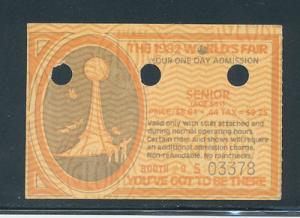 THE 1982 WORLD'S FAIR
YOUR ONE DAY ADMISSION
SENIOR
Valid only with stub attached and
during normal operating hours.
Certain rides and shows will require
an additional admission charge.
Non-refundable. No rainchecks.
BOOTH S 03378
YOU'VE GOT TO BE THERE